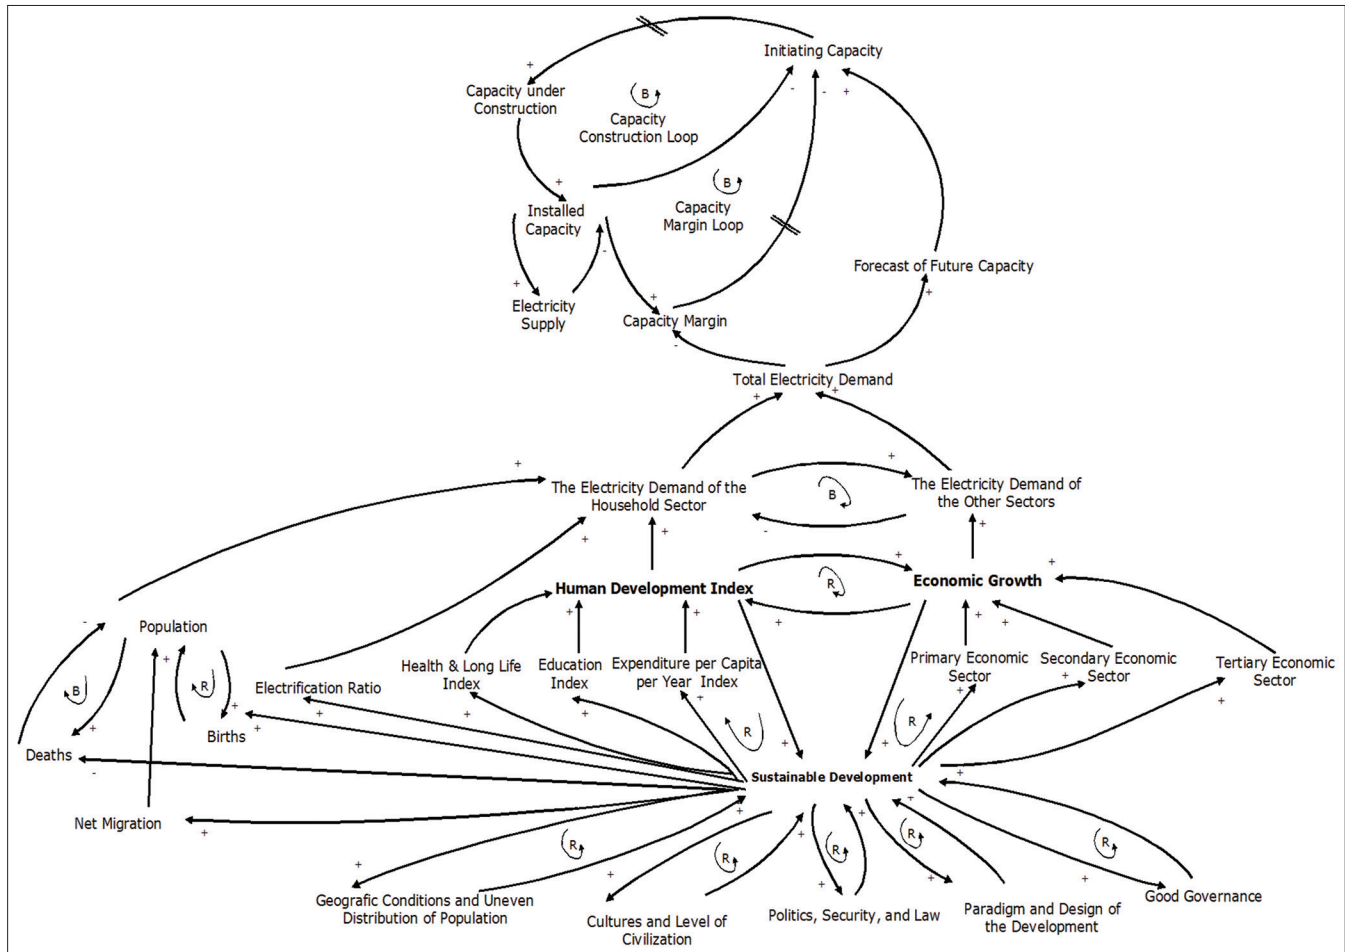 Initiating Capacity
+
Capacity under
Construction
B
Capacity
Construction Loop
-
-
+
+
Installed
Capacity
B
Capacity
Margin Loop
-
+
Electricity
Supply
+
Capacity Margin
Forecast of Future Capacity
+
-
Total Electricity Demand
+
+
+
The Electricity Demand of the
Household Sector
+
B
The Electricity Demand of
the Other Sectors
-
+
+
+
Human Development Index
+
R
+
Economic Growth
+
-
Population
+
B
R
+
+
Electrification Ratio
+
Births
+
+
Deaths
-
Net Migration
+
Health & Long Life
Index
+
Education
Index
+
+
Expenditure per Capita
per Year Index
+
+
+
R
+
Primary Economic
Sector
+
+
+
Secondary Economic
Sector
+
Tertiary Economic
Sector
+
R
+
Sustainable Development
+
+
R
+
Geografic Conditions and Uneven
Distribution of Population
R
+
+
Cultures and Level of
Civilization
R
+
+
Politics, Security, and Law
R
+
+
Paradigm and Design of
the Development
R
+
Good Governance